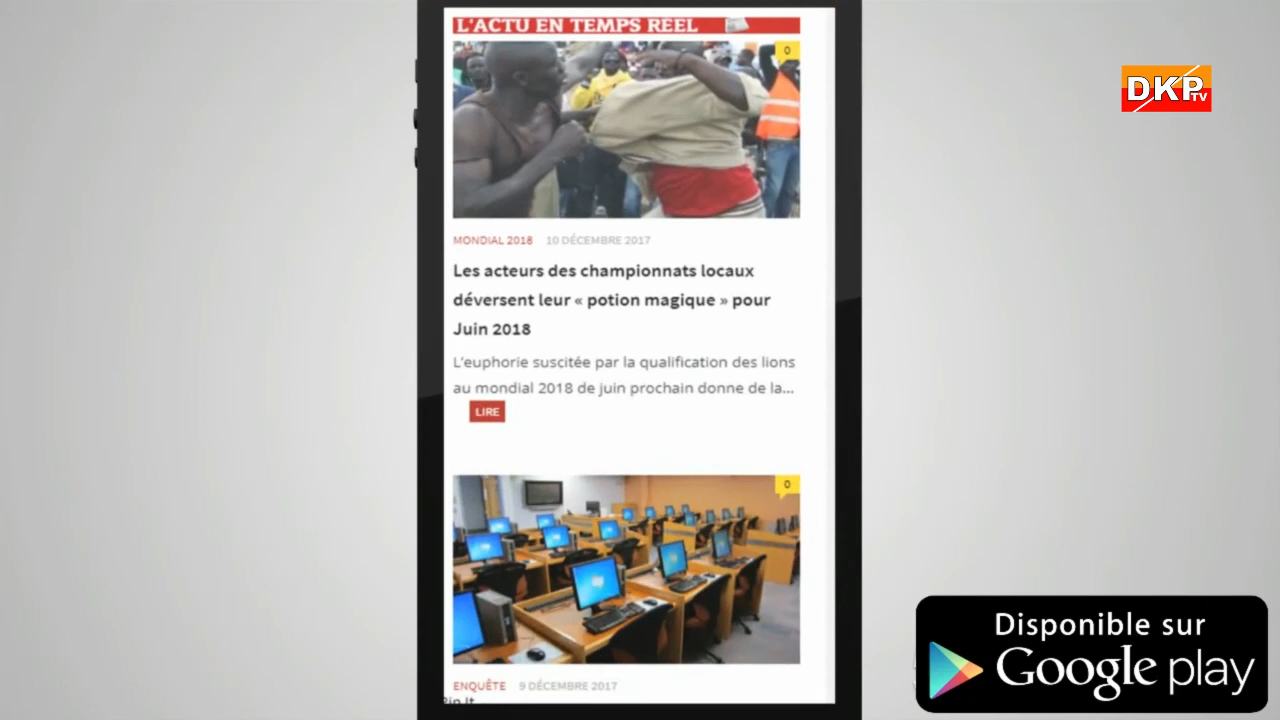 L'ACTU EN TEMPS REEL
0
DKP
TV
MONDIAL 2018 10 DÉCEMBRE 2017
Les acteurs des championnats locaux
déversent leur « potion magique » pour
Juin 2018
L'euphorie suscitée par la qualification des lions
au mondial 2018 de juin prochain donne de la...
LIRE
0
ENQUÊTE 9 DÉCEMBRE 2017
Pin It
Disponible sur
Google play